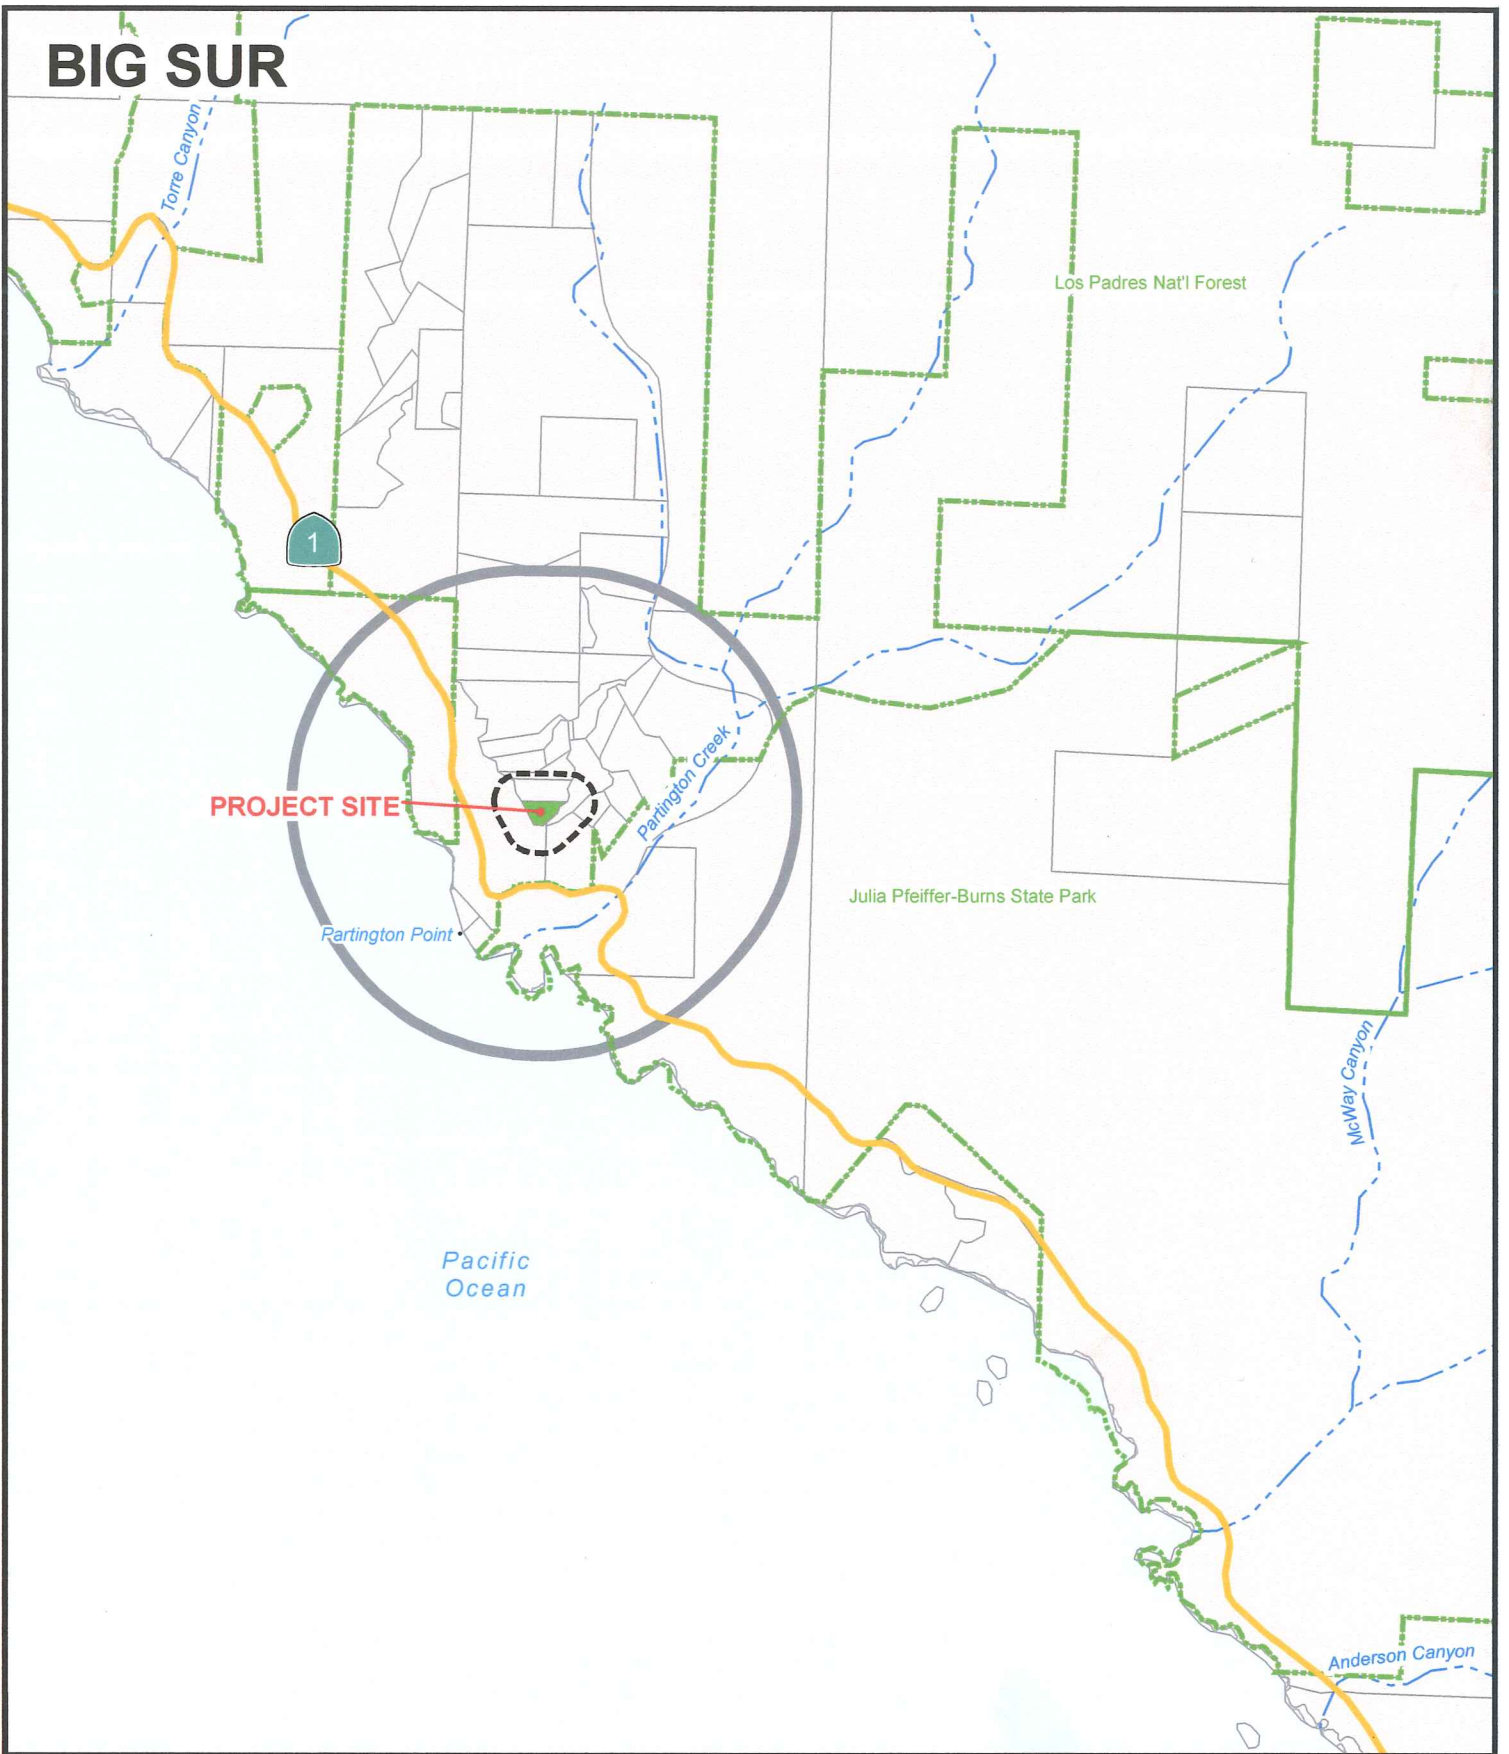 BIG SUR
Torre Canyon
Los Padres Nat'l Forest
1
PROJECT SITE
Partington Creek
Julia Pfeiffer-Burns State Park
Partington Point
McWay Canyon
Pacific
Ocean
Anderson Canyon